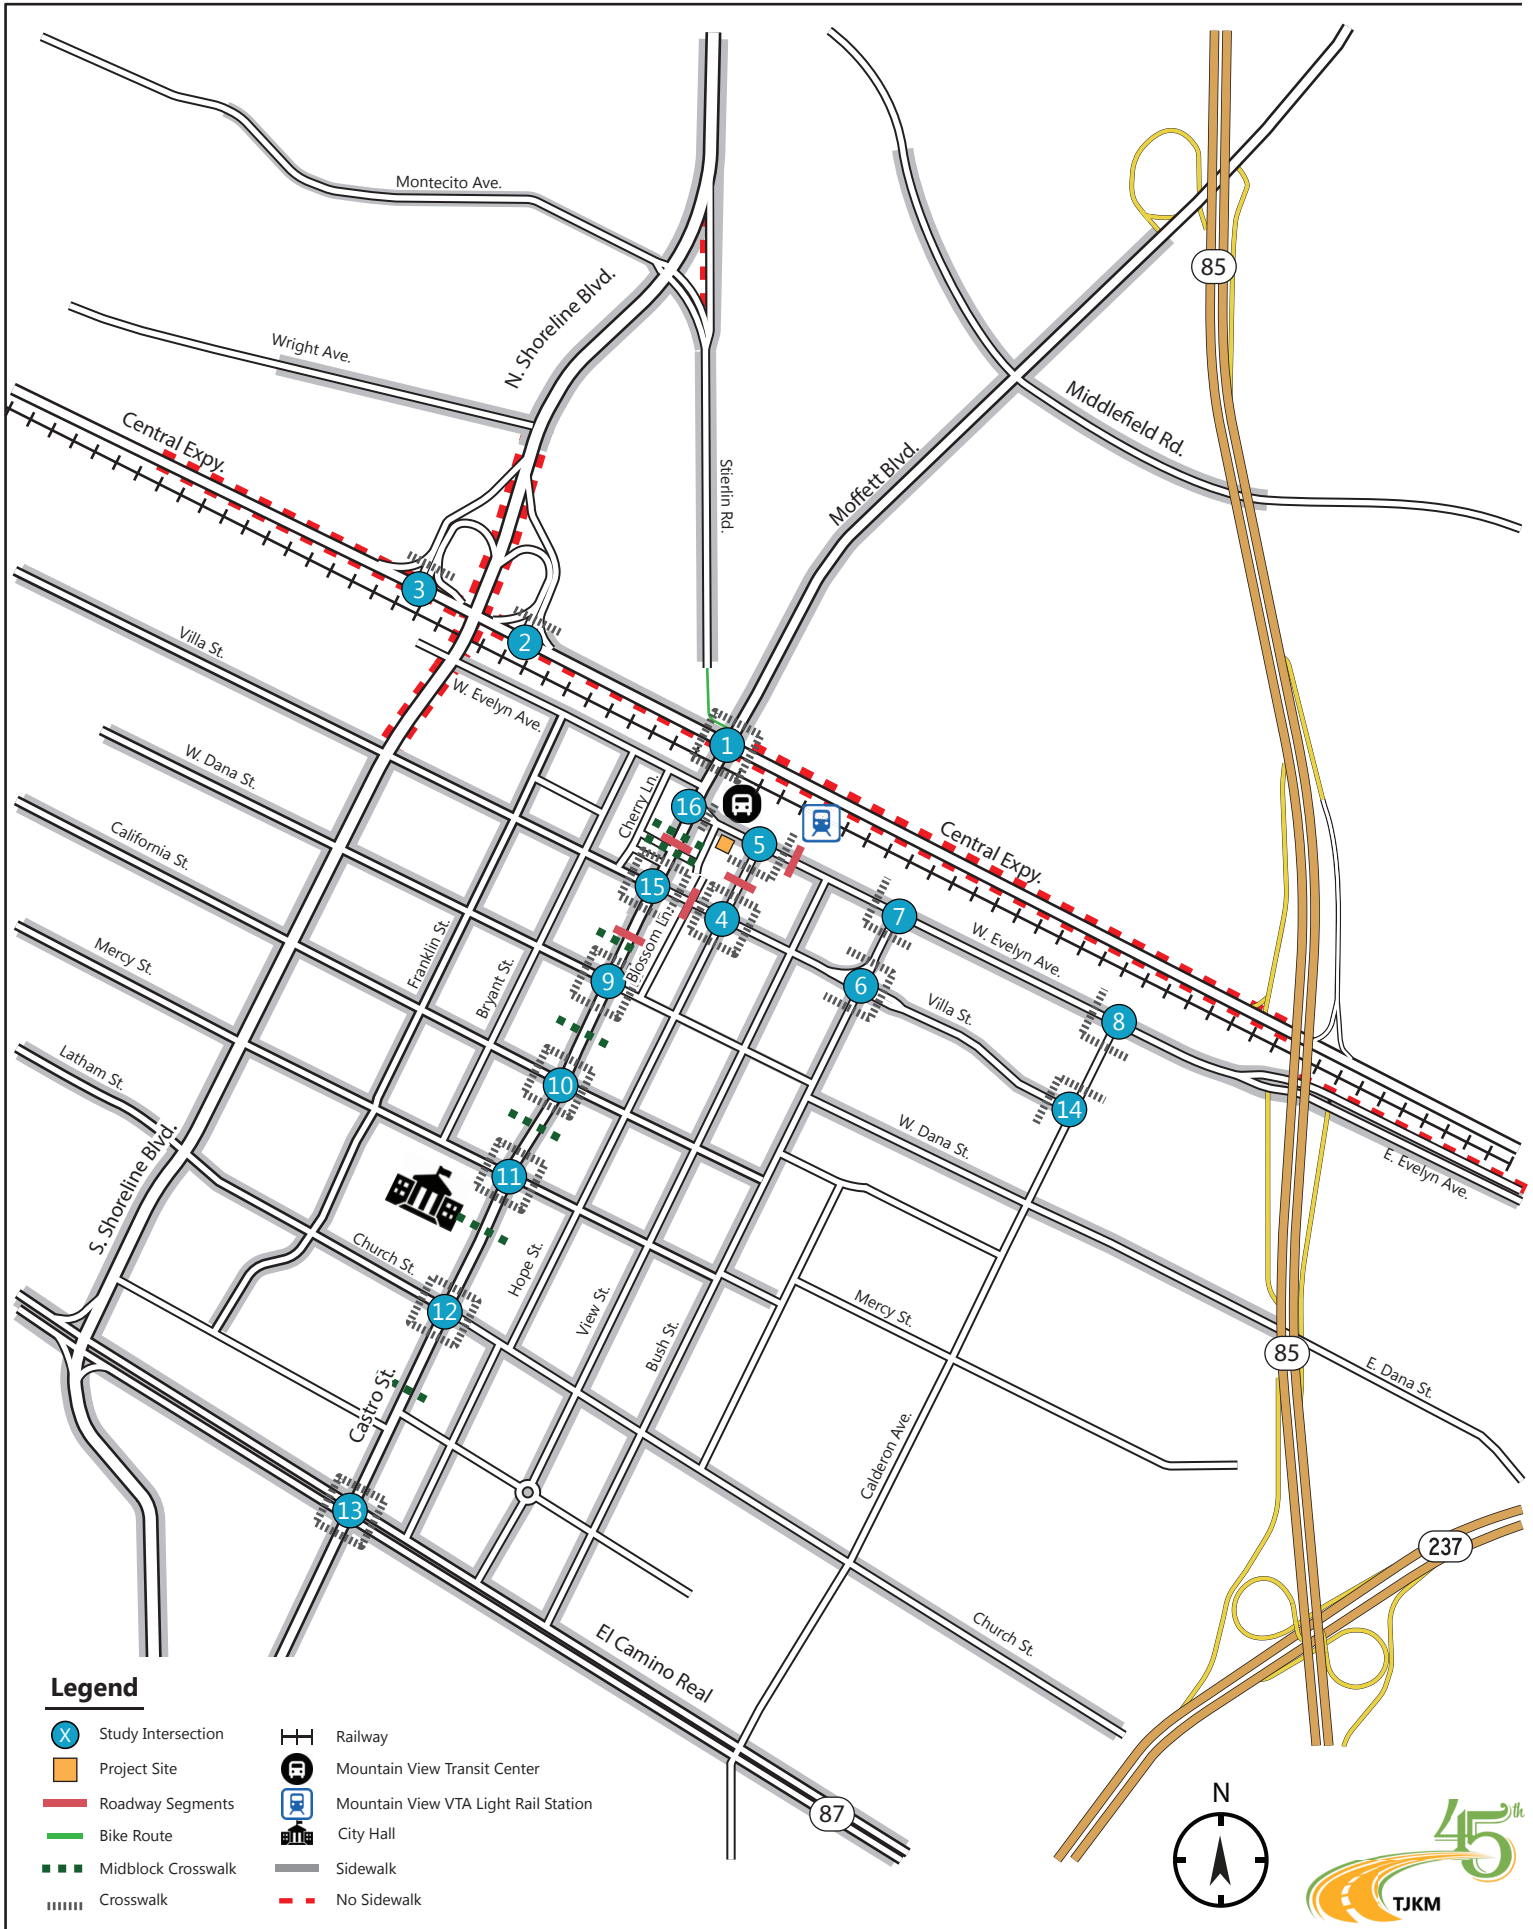 Montecito Ave.
85
N. Shoreline Blvd.
Wright Ave.
Middlefield Rd.
Central Expy.
Moffett Blvd.
Stierlin Rd.
3
2
Villa St.
W. Evelyn Ave.
1
W. Dana St.
Cherry Ln.
16
5
Central Expy.
California St.
15
4
7
Blossom Ln.
Franklin St.
Bryant St.
W. Evelyn Ave.
Mercy St.
9
6
Villa St.
8
Latham St.
10
14
W. Dana St.
S. Shoreline Blvd.
11
E. Evelyn Ave.
Church St.
Hope St.
12
View St.
Bush St.
Mercy St.
85
E. Dana St.
Castro St.
Calderon Ave.
13
237
El Camino Real
Church St.
87
Legend
X Study Intersection
Project Site
Roadway Segments
Bike Route
Midblock Crosswalk
Crosswalk
Railway
Mountain View Transit Center
Mountain View VTA Light Rail Station
City Hall
Sidewalk
No Sidewalk
N
45th
TJKM